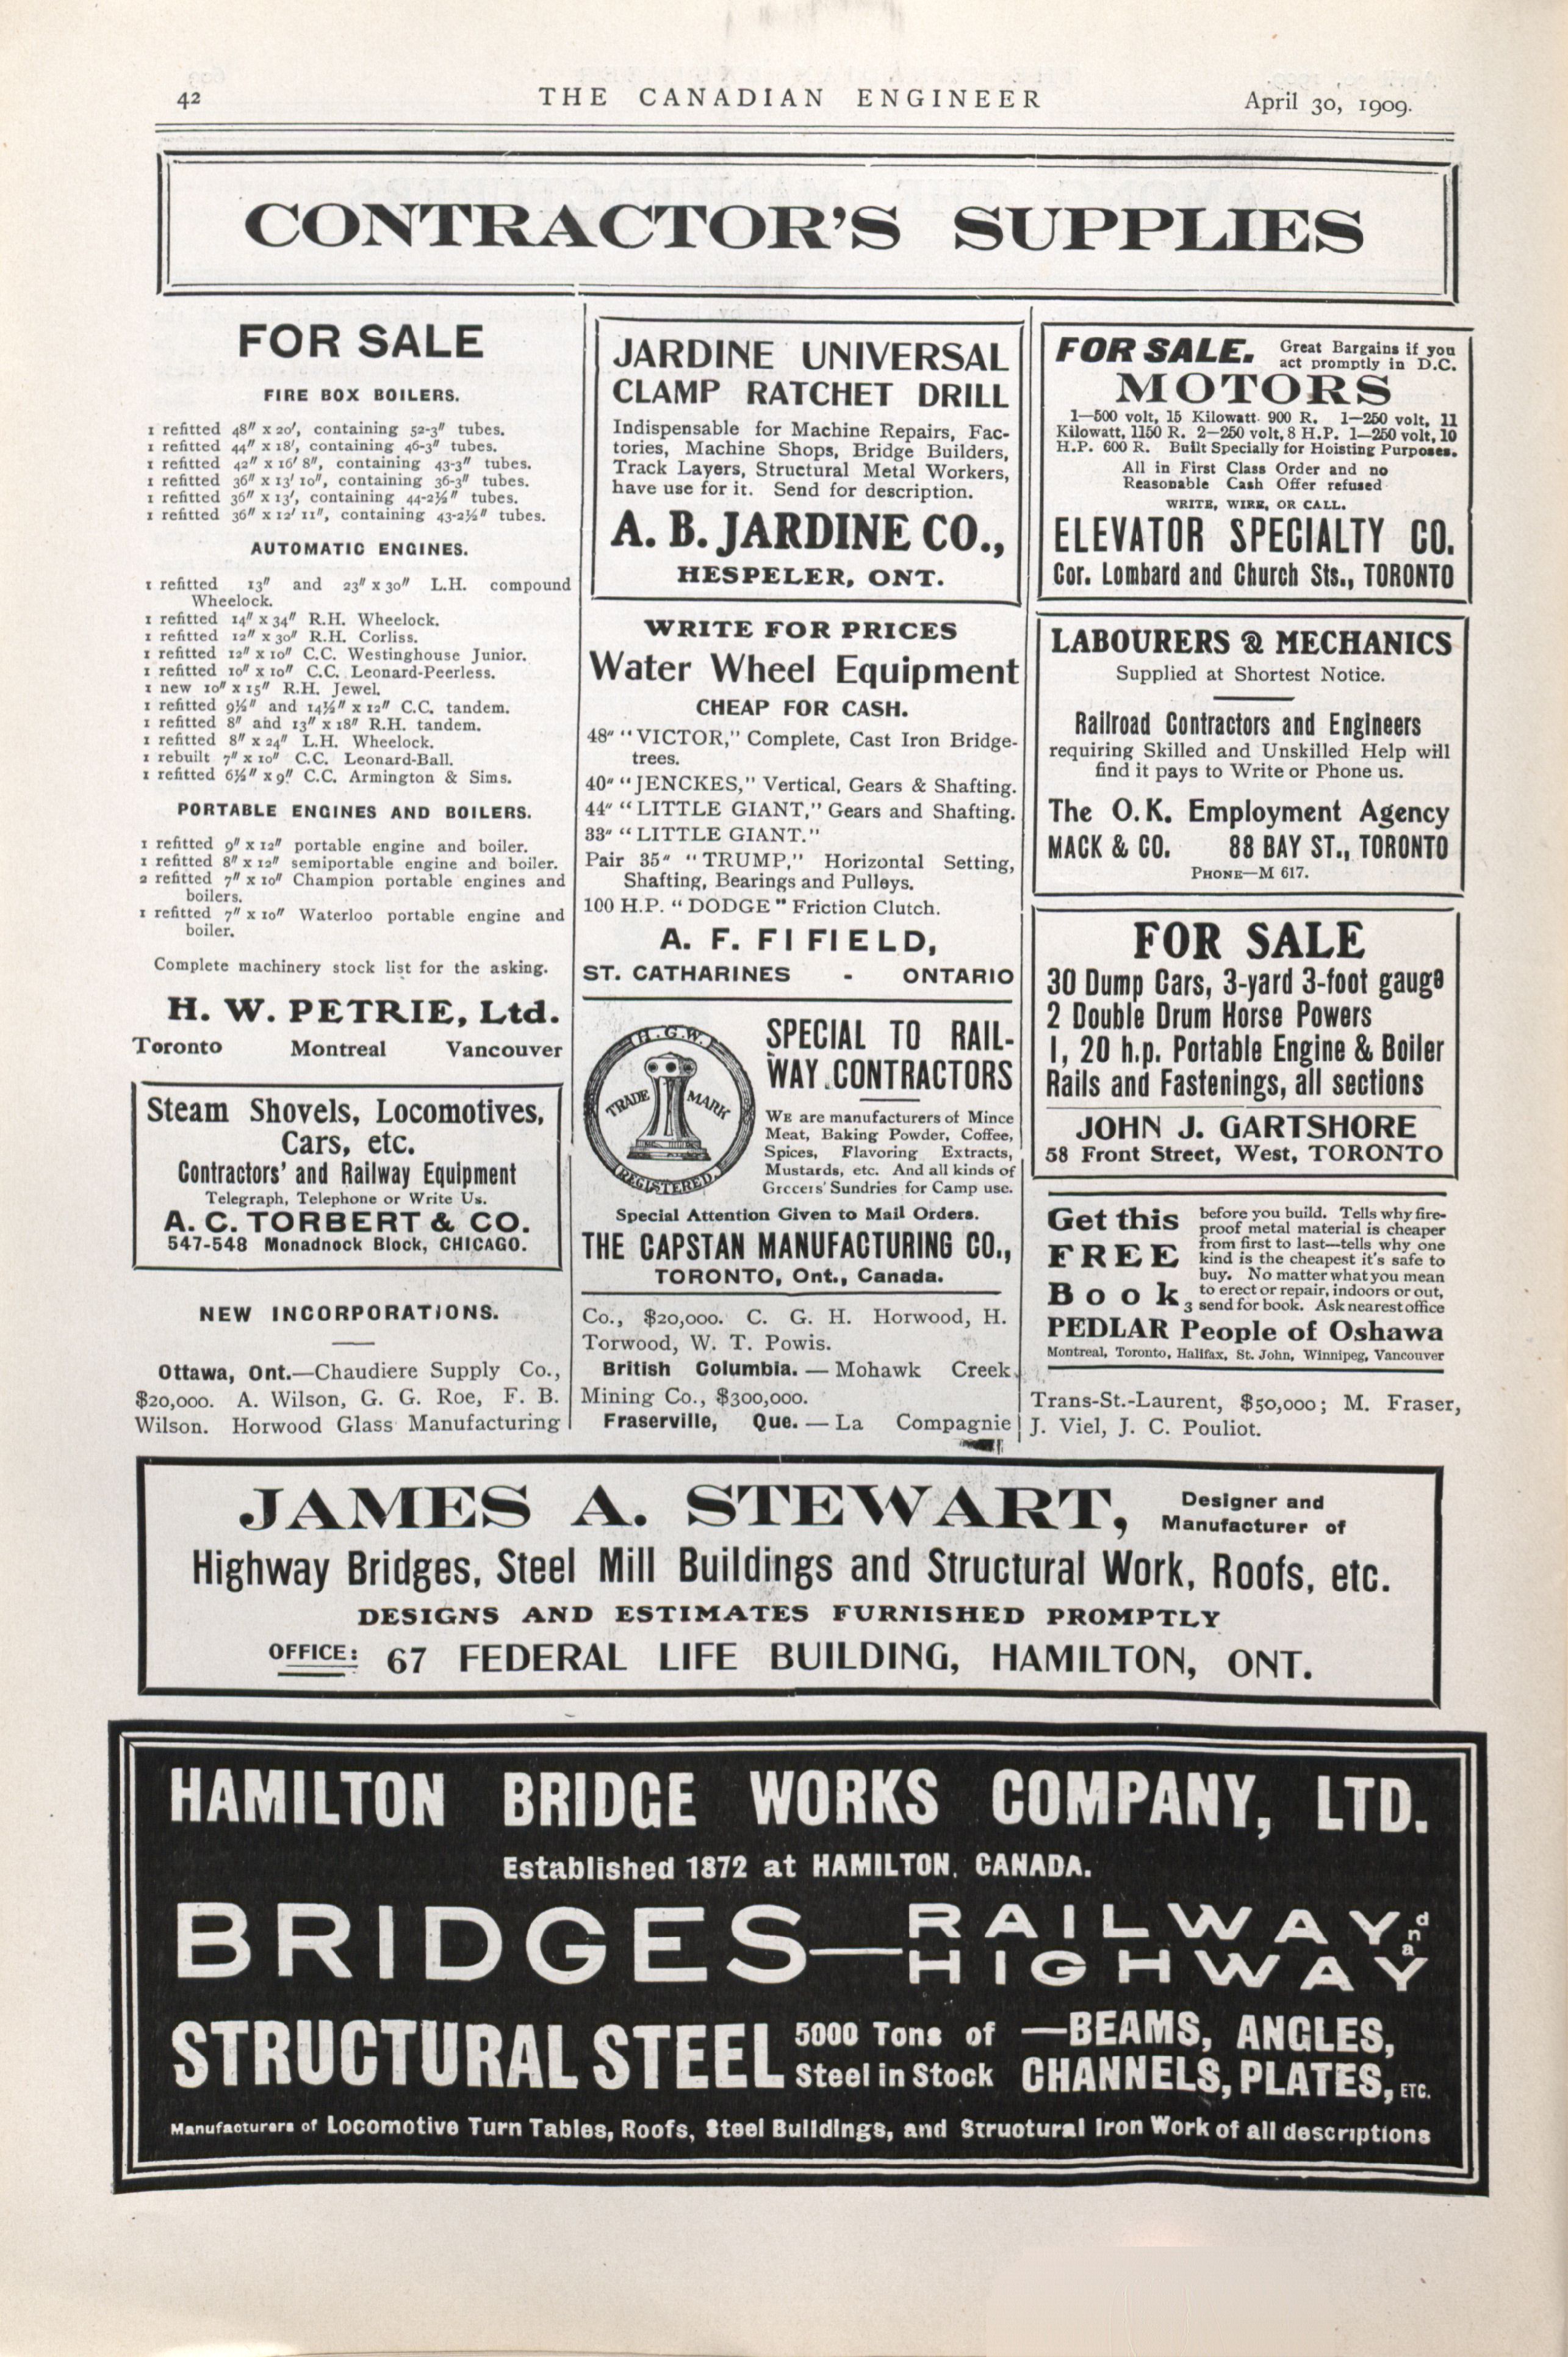 42
THE CANADIAN ENGINEER
April 30, 1909.
CONTRACTOR'S SUPPLIES
FOR SALE
FIRE BOX BOILERS.
1 refitted 48" x 20', containing 52-3" tubes.
1 refitted 44" x 18', containing 46-3" tubes.
1 refitted 42" x 16' 8", containing 43-3" tubes.
1 refitted 36" x 13' 10", containing 36-3" tubes.
1 refitted 36" x 13', containing 44-2½" tubes.
1 refitted 36" x 12' 11", containing 43-2½" tubes.
AUTOMATIC ENGINES.
1 refitted 13" and 23" x 30" L.H. compound
Wheelock.
1 refitted 14" x 34" R.H. Wheelock.
1 refitted 12" x 30" R.H. Corliss.
1 refitted 12" x 10" C.C. Westinghouse Junior.
1 refitted 10" x 10" C.C. Leonard-Peerless.
1 new 10" x 15" R.H. Jewel.
1 refitted 9½" and 14½" x 12" C.C. tandem.
1 refitted 8" and 13" x 18" R.H. tandem.
1 refitted 8" x 24" L.H. Wheelock.
1 rebuilt 7" x 10" C.C. Leonard-Ball.
1 refitted 6½" x 9" C.C. Armington & Sims.
PORTABLE ENGINES AND BOILERS.
1 refitted 9" x 12" portable engine and boiler.
1 refitted 8" x 12" semiportable engine and boiler.
2 refitted 7" x 10" Champion portable engines and
boilers.
1 refitted 7" x 10" Waterloo portable engine and
boiler.
Complete machinery stock list for the asking.
H. W. PETRIE, Ltd.
Toronto Montreal Vancouver
Steam Shovels, Locomotives,
Cars, etc.
Contractors' and Railway Equipment
Telegraph, Telephone or Write Us.
A. C. TORBERT & CO.
547-548 Monadnock Block, CHICAGO.
NEW INCORPORATIONS.
Ottawa, Ont.—Chaudiere Supply Co.,
$20,000. A. Wilson, G. G. Roe, F. B.
Wilson. Horwood Glass Manufacturing
JARDINE UNIVERSAL
CLAMP RATCHET DRILL
Indispensable for Machine Repairs, Fac-
tories, Machine Shops, Bridge Builders,
Track Layers, Structural Metal Workers,
have use for it. Send for description.
A. B. JARDINE CO.,
HESPELER, ONT.
WRITE FOR PRICES
Water Wheel Equipment
CHEAP FOR CASH.
48" "VICTOR," Complete, Cast Iron Bridge-
trees.
40" "JENCKES," Vertical, Gears & Shafting.
44" "LITTLE GIANT," Gears and Shafting.
33" "LITTLE GIANT."
Pair 35" "TRUMP," Horizontal Setting,
Shafting, Bearings and Pulleys.
100 H.P. "DODGE" Friction Clutch.
A. F. FIFIELD,
ST. CATHARINES - ONTARIO
H.G.W.
TRADE MARK
REGISTERED.
SPECIAL TO RAIL-
WAY CONTRACTORS
WE are manufacturers of Mince
Meat, Baking Powder, Coffee,
Spices, Flavoring Extracts,
Mustards, etc. And all kinds of
Grocers' Sundries for Camp use.
Special Attention Given to Mail Orders.
THE CAPSTAN MANUFACTURING CO.,
TORONTO, Ont., Canada.
Co., $20,000. C. G. H. Horwood, H.
Torwood, W. T. Powis.
British Columbia. — Mohawk Creek
Mining Co., $300,000.
Fraserville, Que. — La Compagnie
FOR SALE. Great Bargains if you
act promptly in D.C.
MOTORS
1—500 volt, 15 Kilowatt. 900 R. 1—250 volt, 11
Kilowatt, 1150 R. 2—250 volt, 8 H.P. 1—250 volt, 10
H.P. 600 R. Built Specially for Hoisting Purposes.
All in First Class Order and no
Reasonable Cash Offer refused
WRITE, WIRE, OR CALL.
ELEVATOR SPECIALTY CO.
Cor. Lombard and Church Sts., TORONTO
LABOURERS & MECHANICS
Supplied at Shortest Notice.
Railroad Contractors and Engineers
requiring Skilled and Unskilled Help will
find it pays to Write or Phone us.
The O.K. Employment Agency
MACK & CO. 88 BAY ST., TORONTO
PHONE—M 617.
FOR SALE
30 Dump Cars, 3-yard 3-foot gauge
2 Double Drum Horse Powers
1, 20 h.p. Portable Engine & Boiler
Rails and Fastenings, all sections
JOHN J. GARTSHORE
58 Front Street, West, TORONTO
Get this
FREE
Book
before you build. Tells why fire-
proof metal material is cheaper
from first to last—tells why one
kind is the cheapest it's safe to
buy. No matter what you mean
to erect or repair, indoors or out,
3 send for book. Ask nearest office
PEDLAR People of Oshawa
Montreal, Toronto, Halifax, St. John, Winnipeg, Vancouver
Trans-St.-Laurent, $50,000; M. Fraser,
J. Viel, J. C. Pouliot.
JAMES A. STEWART, Designer and
Manufacturer of
Highway Bridges, Steel Mill Buildings and Structural Work, Roofs, etc.
DESIGNS AND ESTIMATES FURNISHED PROMPTLY
OFFICE: 67 FEDERAL LIFE BUILDING, HAMILTON, ONT.
HAMILTON BRIDGE WORKS COMPANY, LTD.
Established 1872 at HAMILTON, CANADA.
BRIDGES—RAILWAY and
HIGHWAY
STRUCTURAL STEEL
5000 Tons of
Steel in Stock
—BEAMS, ANGLES,
CHANNELS, PLATES, ETC.
Manufacturers of Locomotive Turn Tables, Roofs, Steel Buildings, and Structural Iron Work of all descriptions